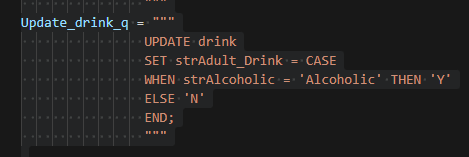 """
Update_drink_q = """
UPDATE drink
SET strAdult_Drink = CASE
WHEN strAlcoholic = 'Alcoholic' THEN 'Y'
ELSE 'N'
END;
"""